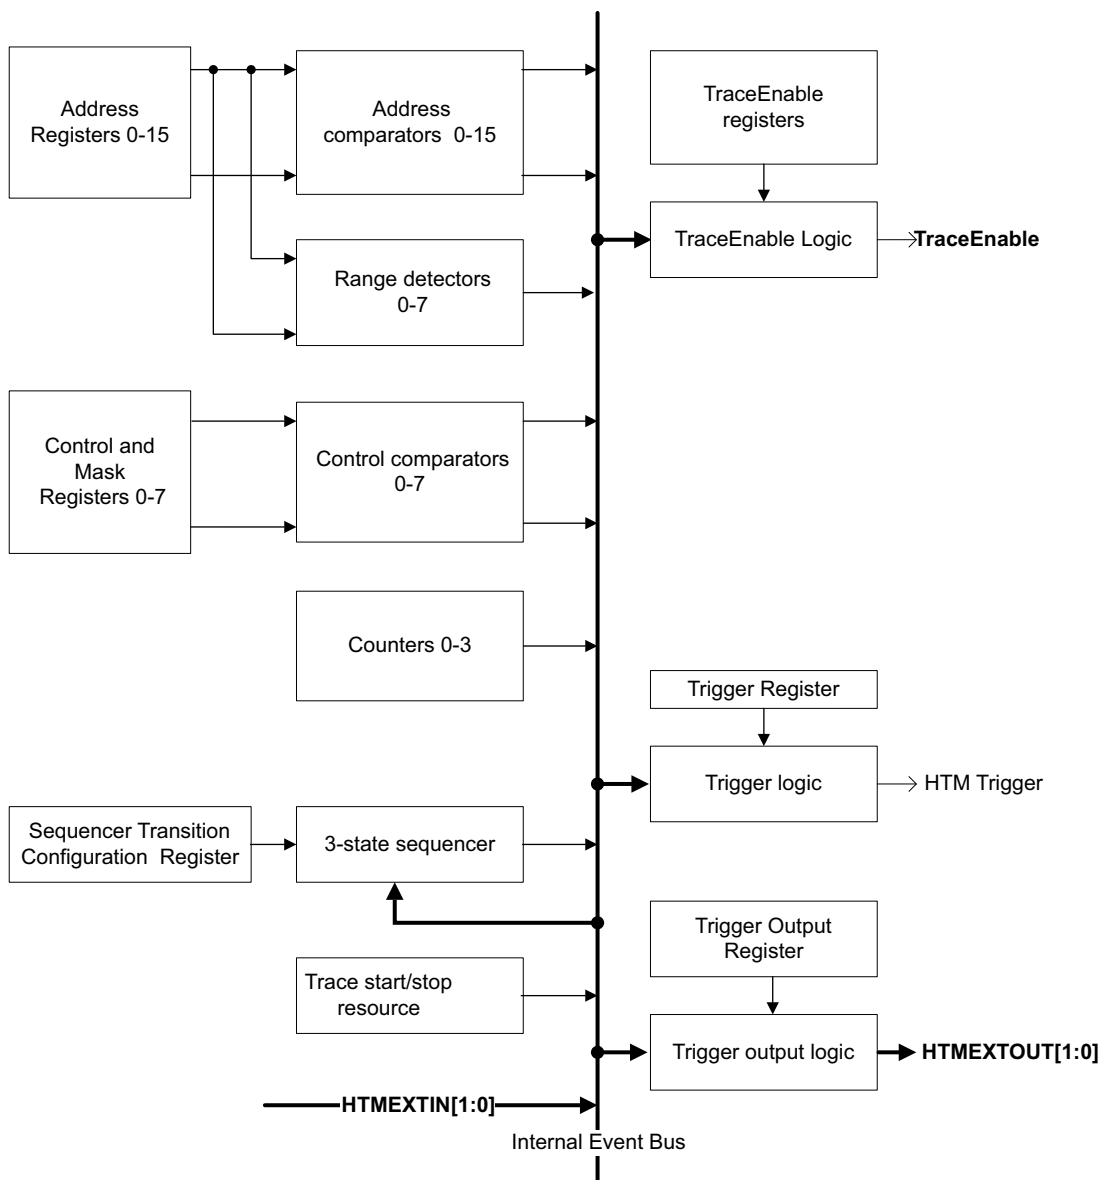 Address
Registers 0-15
Address
comparators 0-15
TraceEnable
registers
TraceEnable Logic
TraceEnable
Range detectors
0-7
Control and
Mask
Registers 0-7
Control comparators
0-7
Counters 0-3
Trigger Register
Trigger logic
HTM Trigger
Sequencer Transition
Configuration Register
3-state sequencer
Trigger Output
Register
Trace start/stop
resource
Trigger output logic
HTMEXTOUT[1:0]
HTMEXTIN[1:0]
Internal Event Bus